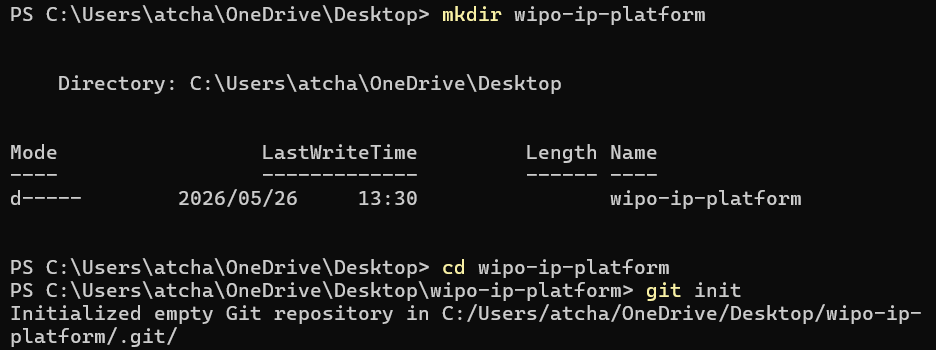 PS C:\Users\atcha\OneDrive\Desktop> mkdir wipo-ip-platform
Directory: C:\Users\atcha\OneDrive\Desktop
Mode LastWriteTime Length Name
---- ------------- ------ ----
d----- 2026/05/26 13:30 wipo-ip-platform
PS C:\Users\atcha\OneDrive\Desktop> cd wipo-ip-platform
PS C:\Users\atcha\OneDrive\Desktop\wipo-ip-platform> git init
Initialized empty Git repository in C:/Users/atcha/OneDrive/Desktop/wipo-ip-
platform/.git/